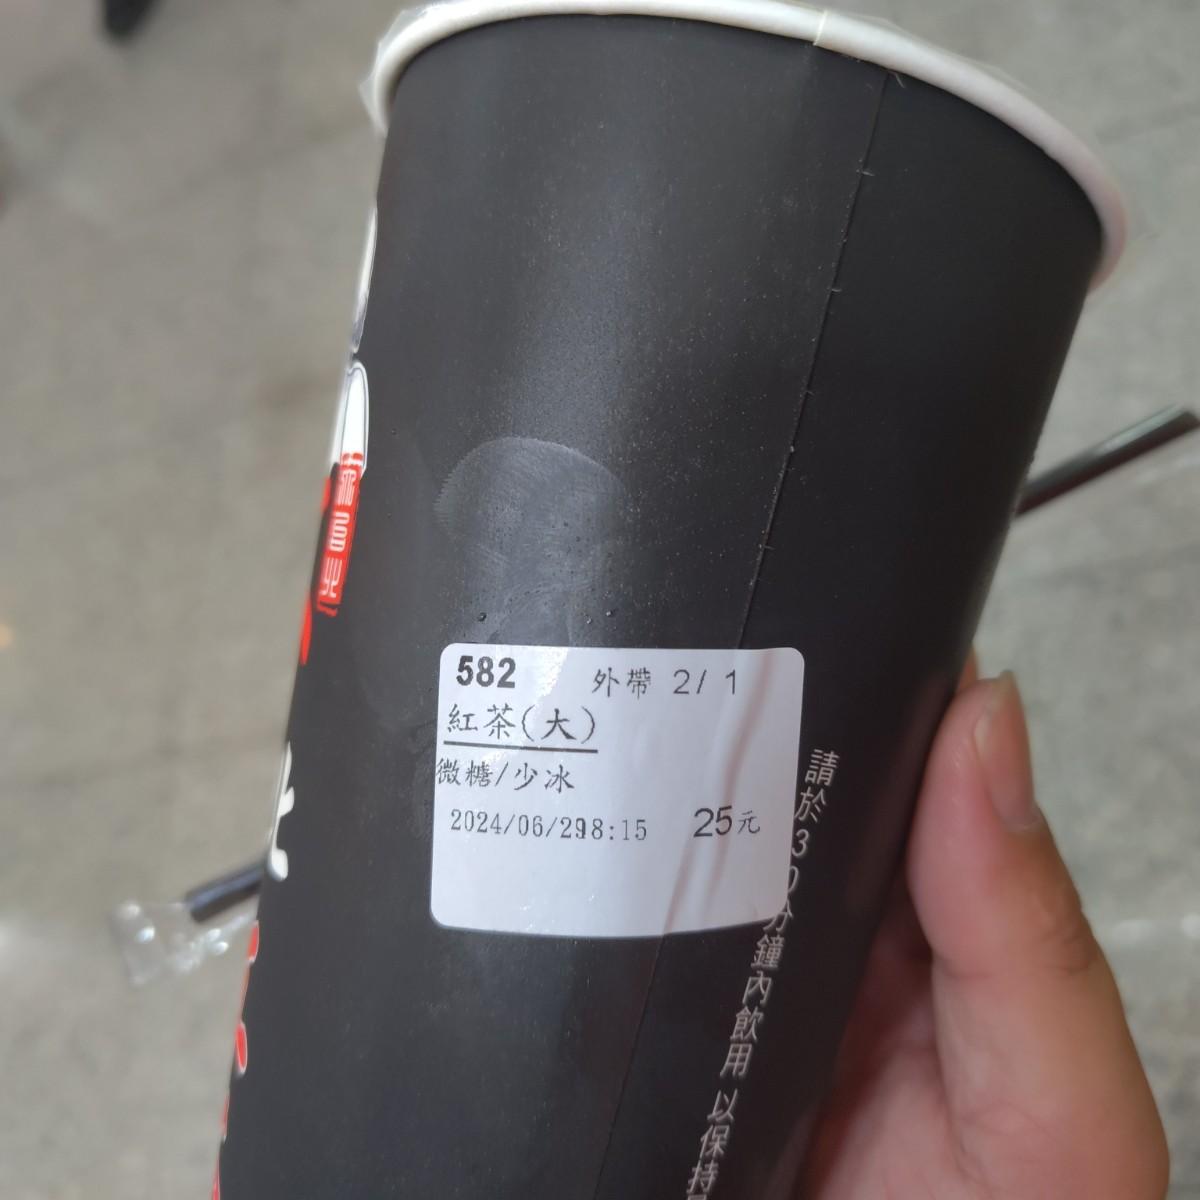 582 外帶 2/ 1
紅茶(大)
微糖/少冰
2024/06/2918:15 25元
請於30分鐘內飲用 以保持